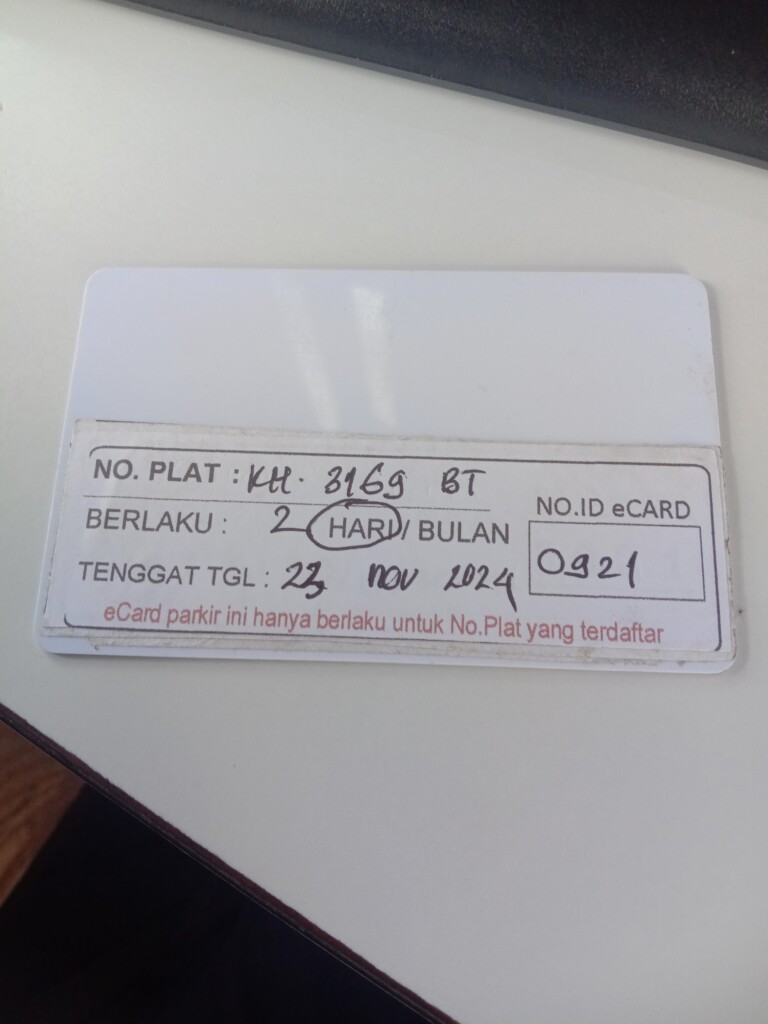 NO. PLAT : KH. 3169 BT
BERLAKU : 2 HARI / BULAN
NO.ID eCARD
0921
TENGGAT TGL : 23 nov 2024
eCard parkir ini hanya berlaku untuk No.Plat yang terdaftar